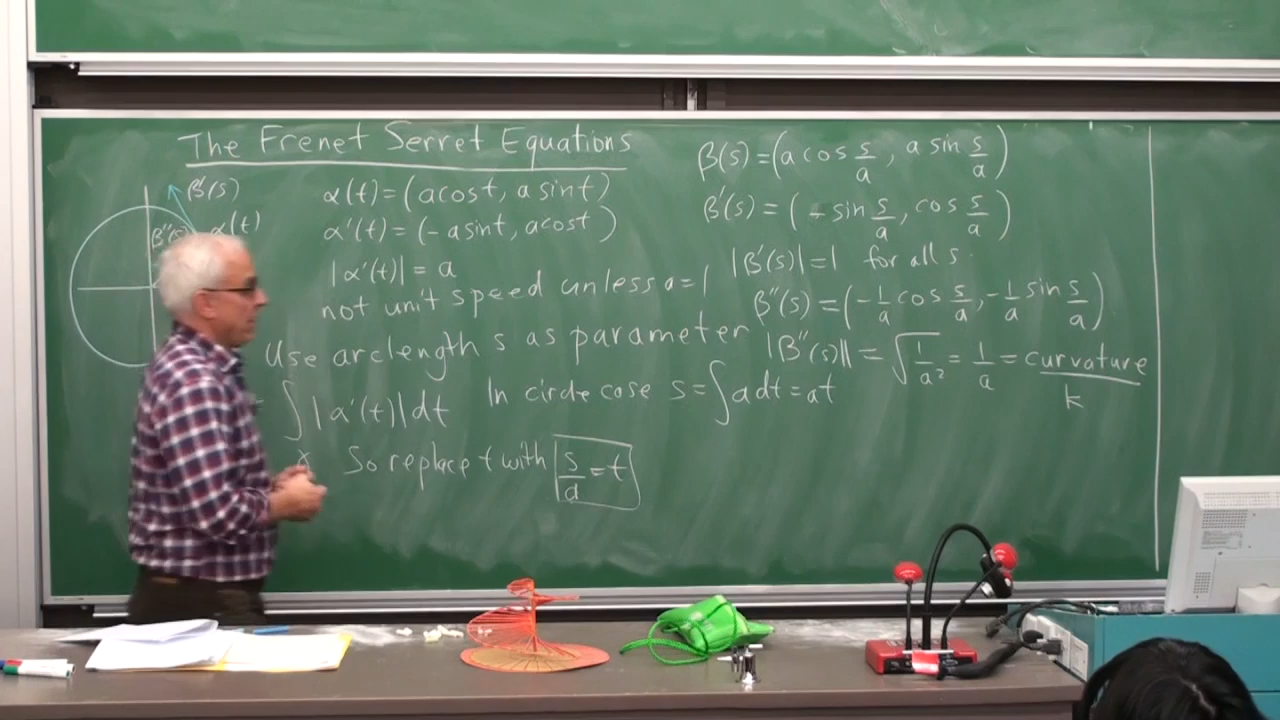 The Frenet Serret Equations
β'(s)
α(t)
α(t) = (a cos t, a sin t)
α'(t) = (- a sin t, a cos t)
|α'(t)| = a
not unit speed unless a = 1
Use arclength s as parameter
∫ |α'(t)| dt In circle case s = ∫ a dt = at
So replace t with s/a = t
β(s) = (a cos s/a, a sin s/a)
β'(s) = (- sin s/a, cos s/a)
|β'(s)| = 1 for all s.
β''(s) = (-1/a cos s/a, -1/a sin s/a)
|β''(s)|| = √1/a² = 1/a = curvature
k